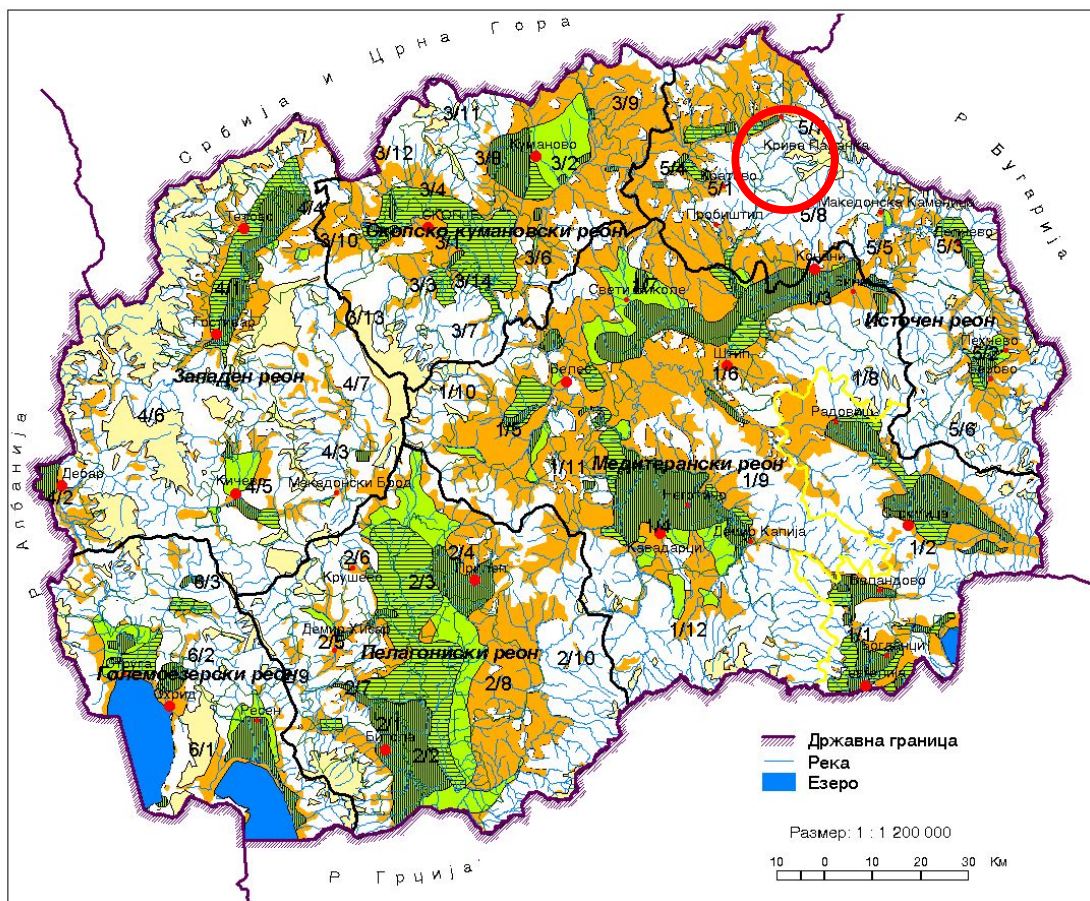 Србија и Црна Гора
3/9
3/11
5/
Крива Паланка
Куманово
3/8
3/2
3/12
5/4
Кратово
5/1
3/4
4/4
Тетово
Скопје
Пробиштип
5/8
Македонска Каменица
Р Бугарија
Скопско-кумановски реон
3/1
3/10
3/6
5/5
Делчево
5/3
Кочани
3/14
3/3
1/7
Свети Николе
1/3
4/1
Гостивар
3/13
3/7
Источен реон
Пехчево
Берово
Штип
1/6
Западен реон
4/7
1/10
Велес
1/8
4/6
1/5
Радовиш
5/6
4/3
1/11
Медитерански реон
1/9
Р Албанија
Дебар
4/2
Кичево
4/5
Македонски Брод
Неготино
Струмица
1/4
Кавадарци
Демир Капија
1/2
2/6
Крушево
2/4
Прилеп
2/3
6/3
Валандово
Демир Хисар
2/5
1/12
1/1
Богданци
Струга
6/2
Пелагониски реон
2/10
Големоезерски реон
2/9
2/8
Гевгелија
Охрид
Ресен
2/7
2/1
6/1
Битола
2/2
Државна граница
Река
Езеро
Размер: 1 : 1 200 000
10 0 10 20 30 Км
Р Грција